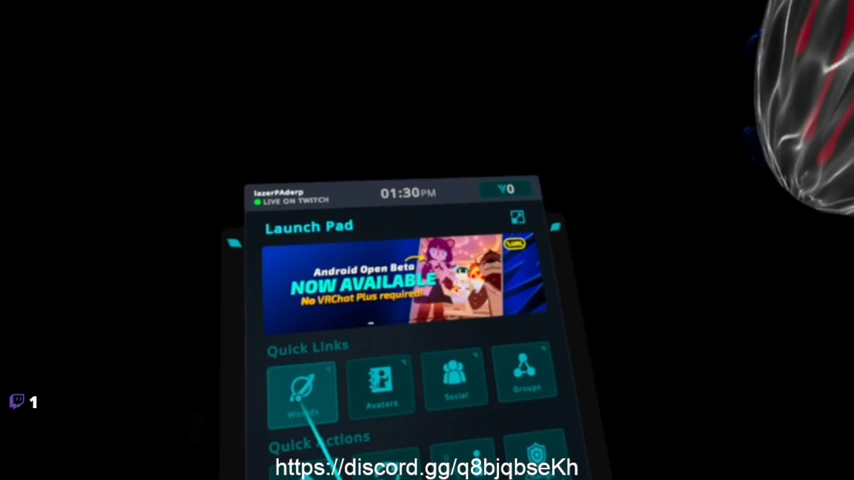 lazerPAderp
LIVE ON TWITCH
01:30PM
0
Launch Pad
Android Open Beta
NOW AVAILABLE
No VRChat Plus required!
Quick Links
Worlds
Avatars
Social
Groups
Quick Actions
https://discord.gg/q8bjqbseKh
1